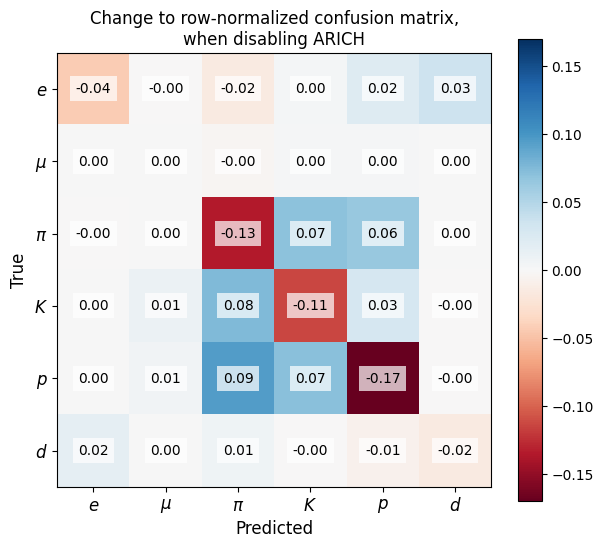 Change to row-normalized confusion matrix,
when disabling ARICH
e -0.04 -0.00 -0.02 0.00 0.02 0.03
μ 0.00 0.00 -0.00 0.00 0.00 0.00
π -0.00 0.00 -0.13 0.07 0.06 0.00
K 0.00 0.01 0.08 -0.11 0.03 -0.00
p 0.00 0.01 0.09 0.07 -0.17 -0.00
d 0.02 0.00 0.01 -0.00 -0.01 -0.02
e μ π K p d
True
Predicted
0.15
0.10
0.05
0.00
−0.05
−0.10
−0.15